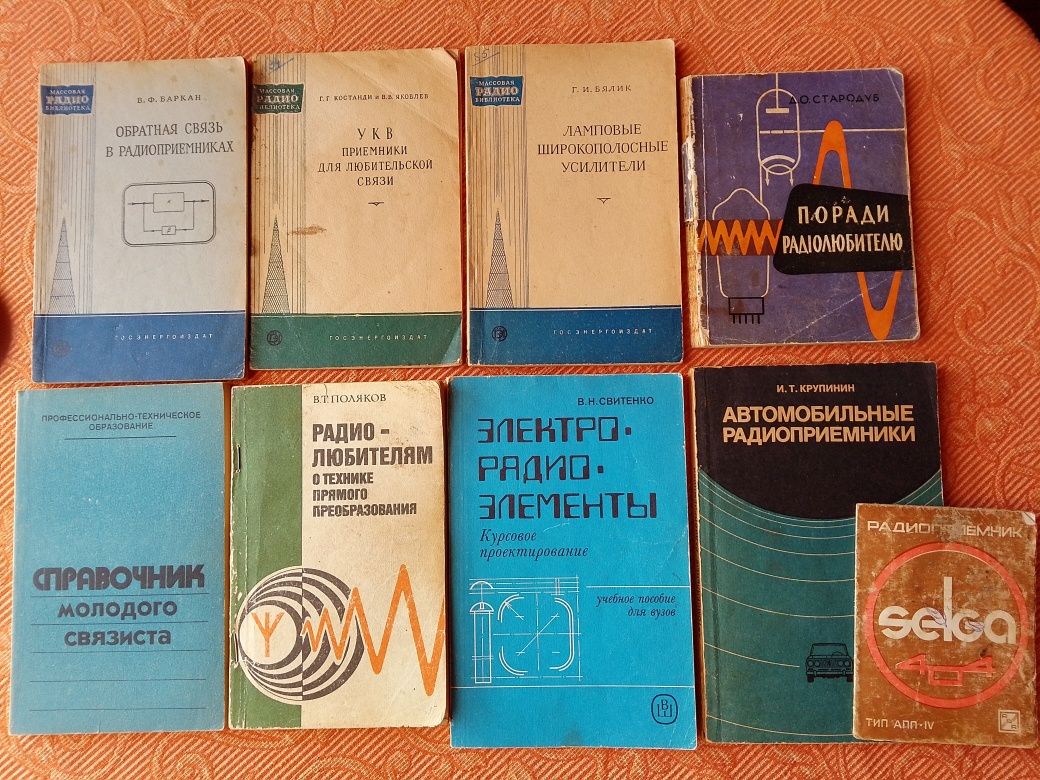 МАССОВАЯ
РАДИО
БИБЛИОТЕКА
В. Ф. БАРКАН
ОБРАТНАЯ СВЯЗЬ
В РАДИОПРИЕМНИКАХ
ГОСЭНЕРГОИЗДАТ
МАССОВАЯ
РАДИО
БИБЛИОТЕКА
Г. Г. КОСТАНДИ и В. В. ЯКОВЛЕВ
УКВ
ПРИЕМНИКИ
ДЛЯ ЛЮБИТЕЛЬСКОЙ
СВЯЗИ
ГОСЭНЕРГОИЗДАТ
МАССОВАЯ
РАДИО
БИБЛИОТЕКА
Г. И. БЯЛИК
ЛАМПОВЫЕ
ШИРОКОПОЛОСНЫЕ
УСИЛИТЕЛИ
ГОСЭНЕРГОИЗДАТ
Д.О. СТАРОДУБ
ПОРАДИ
РАДІОЛЮБИТЕЛЮ
ПРОФЕССИОНАЛЬНО-ТЕХНИЧЕСКОЕ
ОБРАЗОВАНИЕ
СПРАВОЧНИК
МОЛОДОГО
СВЯЗИСТА
В.Т. ПОЛЯКОВ
РАДИО-
ЛЮБИТЕЛЯМ
О ТЕХНИКЕ
ПРЯМОГО
ПРЕОБРАЗОВАНИЯ
В. Н. СВИТЕНКО
ЭЛЕКТРО·
РАДИО·
ЭЛЕМЕНТЫ
Курсовое
проектирование
учебное пособие
для вузов
И. Т. КРУПИНИН
АВТОМОБИЛЬНЫЕ
РАДИОПРИЕМНИКИ
РАДИОПРИЕМНИК
selga
ТИП АПП-IV